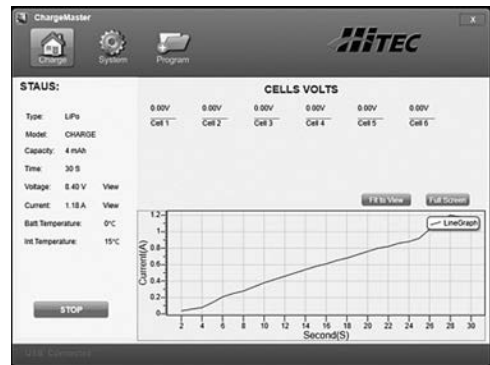 ChargeMaster
X
Charge System Program
HiTEC
STAUS:
CELLS VOLTS
0.00V 0.00V 0.00V 0.00V 0.00V 0.00V
Cell 1 Cell 2 Cell 3 Cell 4 Cell 5 Cell 6
Type: LiPo
Model: CHARGE
Capacity: 4 mAh
Time: 30 S
Voltage: 8.40 V View
Current: 1.18 A View
Batt Temperature: 0°C
Int Temperature: 15°C
STOP
Fit to View Full Screen
LineGraph
Current(A)
1.2
1
0.8
0.6
0.4
0.2
0
2 4 6 8 10 12 14 16 18 20 22 24 26 28 30
Second(S)
USB Connected